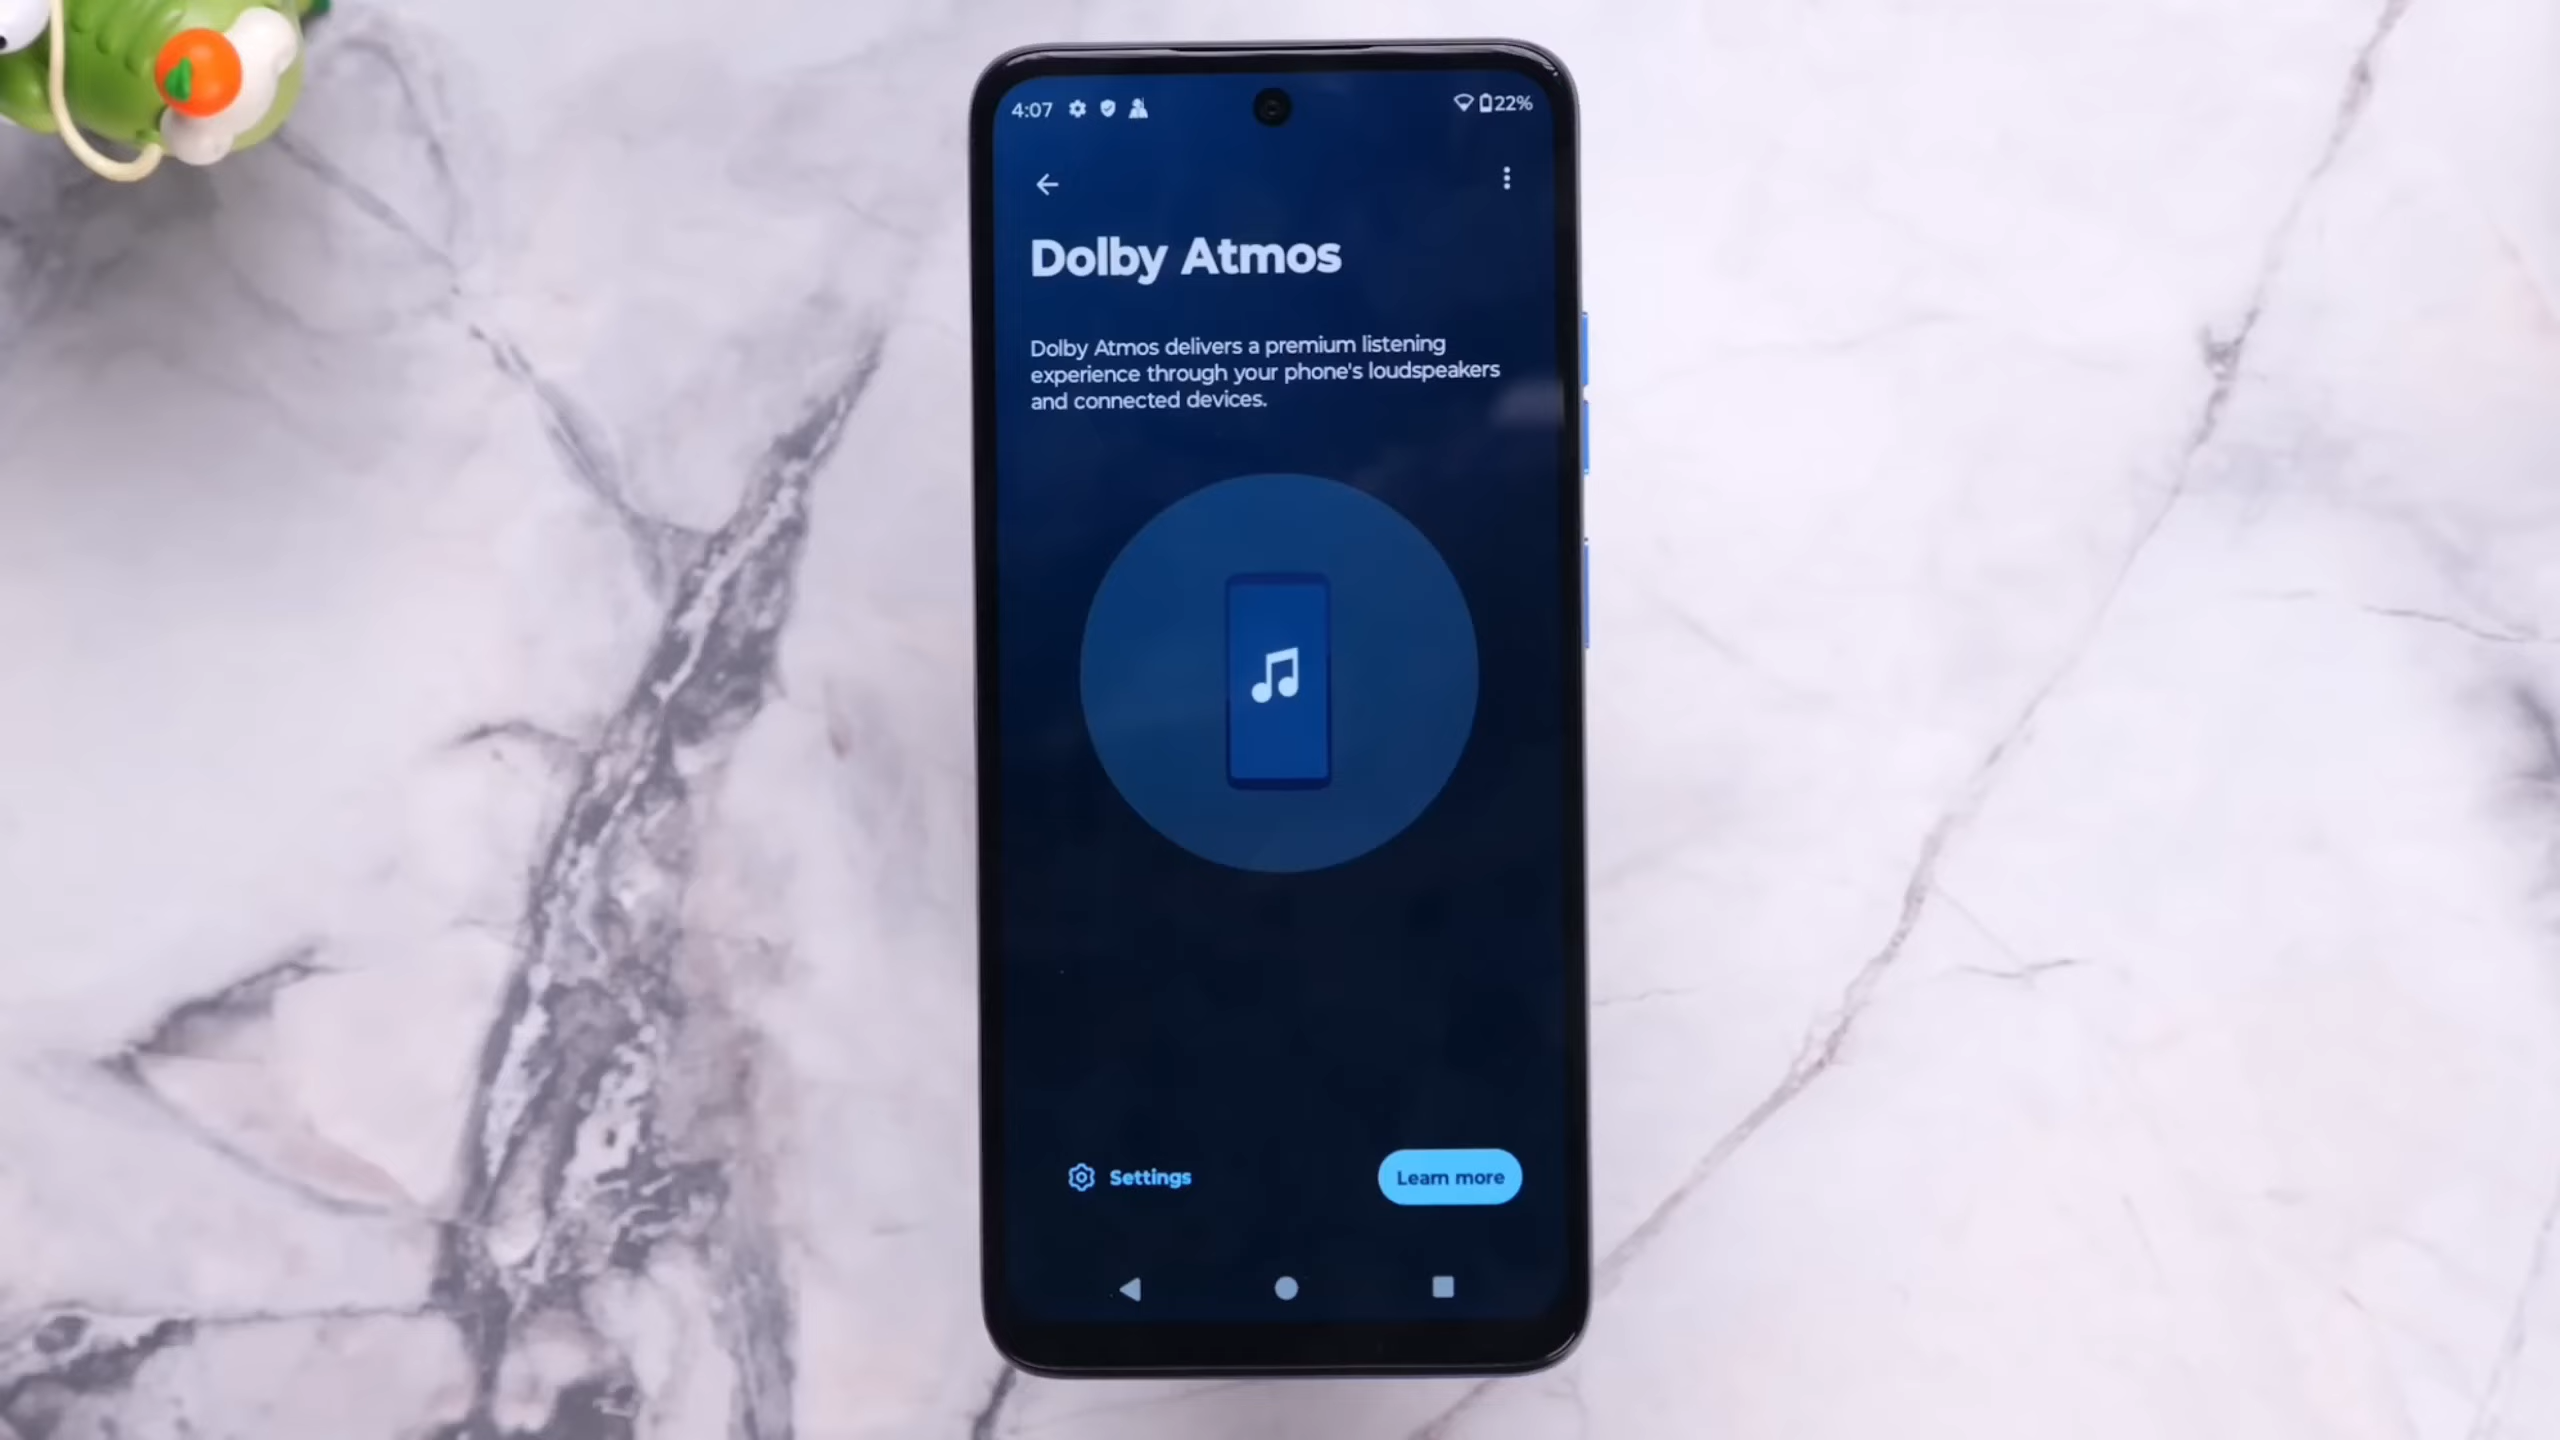 4:07
22%
Dolby Atmos
Dolby Atmos delivers a premium listening
experience through your phone's loudspeakers
and connected devices.
Settings
Learn more